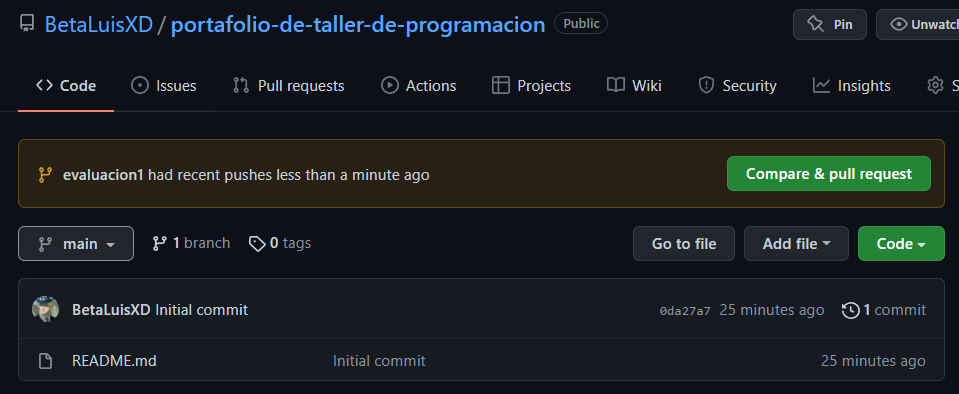 BetaLuisXD / portafolio-de-taller-de-programacion Public Pin Unwatch
Code Issues Pull requests Actions Projects Wiki Security Insights S
evaluacion1 had recent pushes less than a minute ago Compare & pull request
main 1 branch 0 tags Go to file Add file Code
BetaLuisXD Initial commit 0da27a7 25 minutes ago 1 commit
README.md Initial commit 25 minutes ago